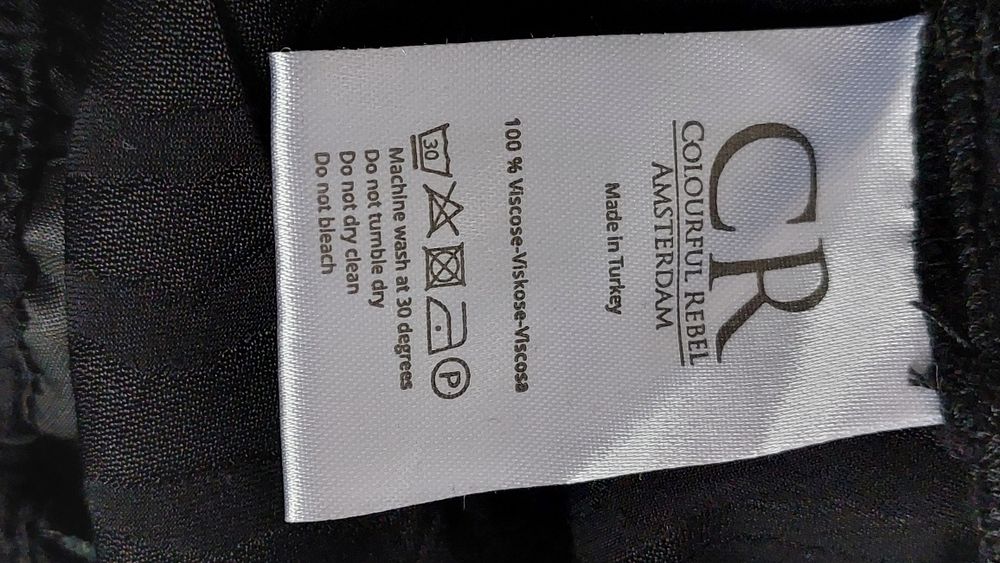 CR
COLOURFUL REBEL
AMSTERDAM
Made in Turkey
100 % Viscose-Viskose-Viscosa
30 P
Machine wash at 30 degrees
Do not tumble dry
Do not dry clean
Do not bleach